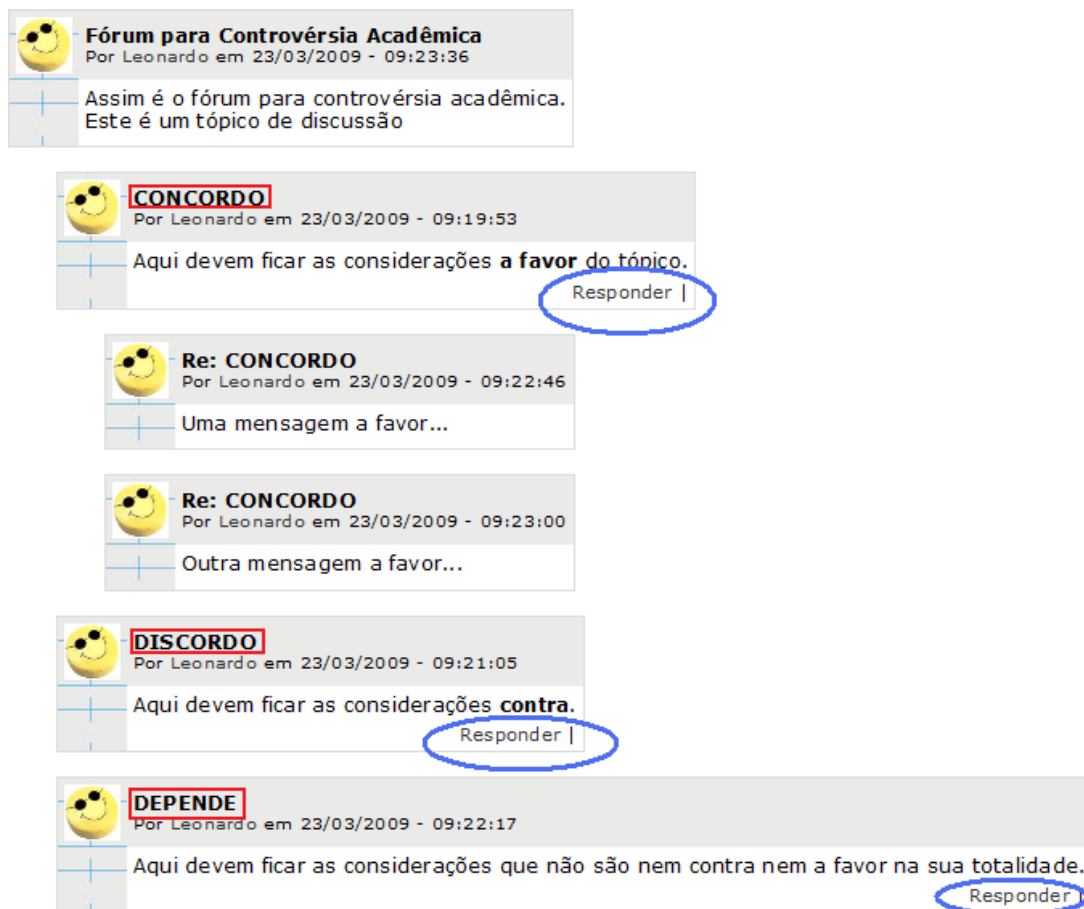 Fórum para Controvérsia Acadêmica
Por Leonardo em 23/03/2009 - 09:23:36
Assim é o fórum para controvérsia acadêmica.
Este é um tópico de discussão
CONCORDO
Por Leonardo em 23/03/2009 - 09:19:53
Aqui devem ficar as considerações a favor do tópico.
Responder |
Re: CONCORDO
Por Leonardo em 23/03/2009 - 09:22:46
Uma mensagem a favor...
Re: CONCORDO
Por Leonardo em 23/03/2009 - 09:23:00
Outra mensagem a favor...
DISCORDO
Por Leonardo em 23/03/2009 - 09:21:05
Aqui devem ficar as considerações contra.
Responder |
DEPENDE
Por Leonardo em 23/03/2009 - 09:22:17
Aqui devem ficar as considerações que não são nem contra nem a favor na sua totalidade.
Responder |